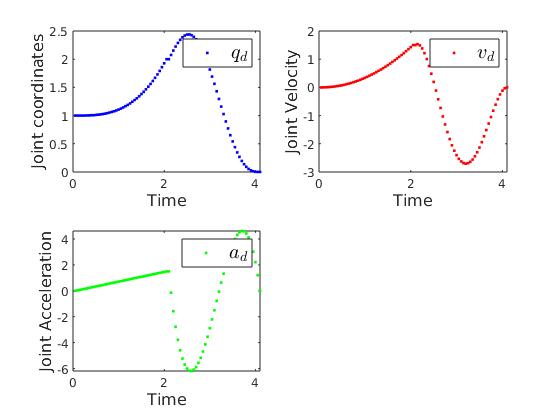 Joint coordinates
2.5
2
1.5
1
0.5
0
0 2 4
Time
q_d
Joint Velocity
2
1
0
-1
-2
-3
0 2 4
Time
v_d
Joint Acceleration
4
2
0
-2
-4
-6
0 2 4
Time
a_d